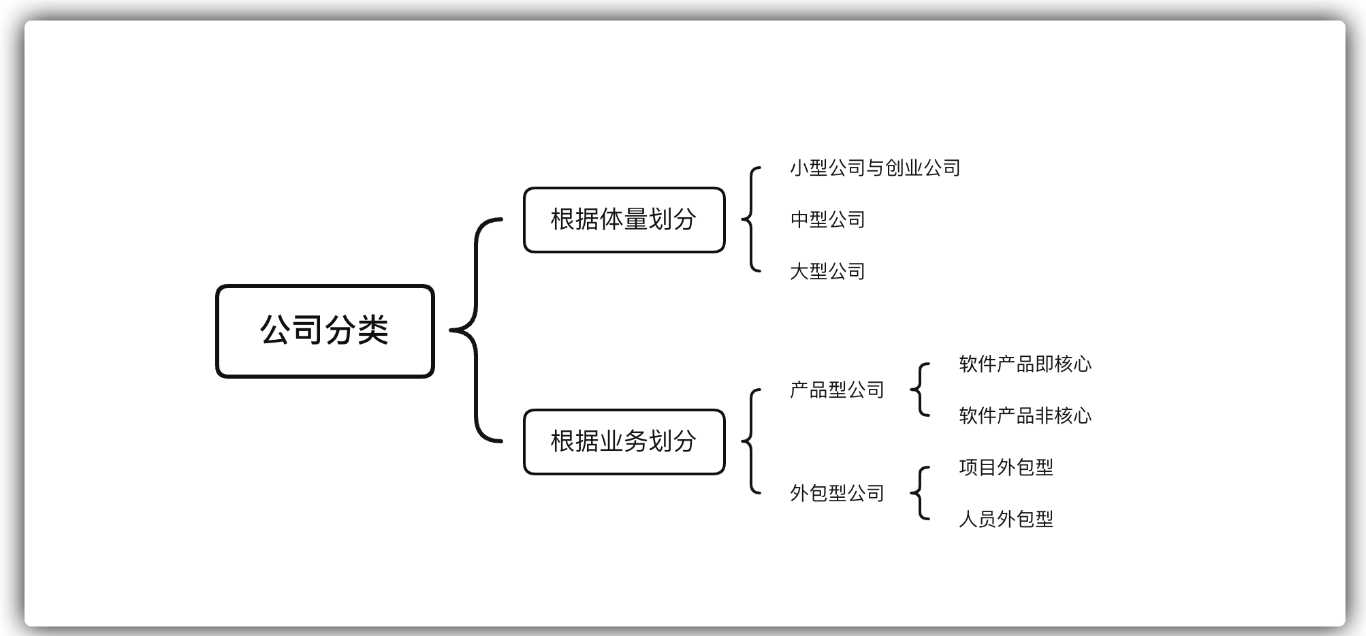 公司分类
根据体量划分
小型公司与创业公司
中型公司
大型公司
根据业务划分
产品型公司
软件产品即核心
软件产品非核心
外包型公司
项目外包型
人员外包型